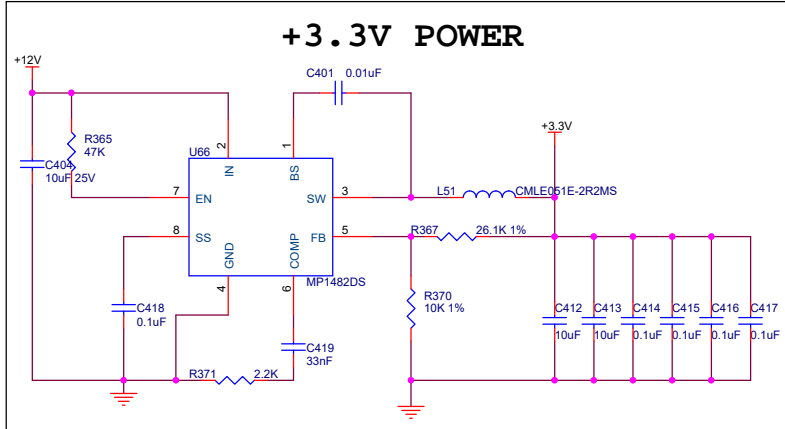 +3.3V POWER
+12V
C401 0.01uF
+3.3V
R365
47K
C404
10uF 25V
U66
2
1
IN
BS
7
EN
SW
3
L51
CMLE051E-2R2MS
8
SS
FB
5
R367
26.1K 1%
GND
COMP
MP1482DS
4
6
C418
0.1uF
R370
10K 1%
C412
10uF
C413
10uF
C414
0.1uF
C415
0.1uF
C416
0.1uF
C417
0.1uF
C419
33nF
R371
2.2K